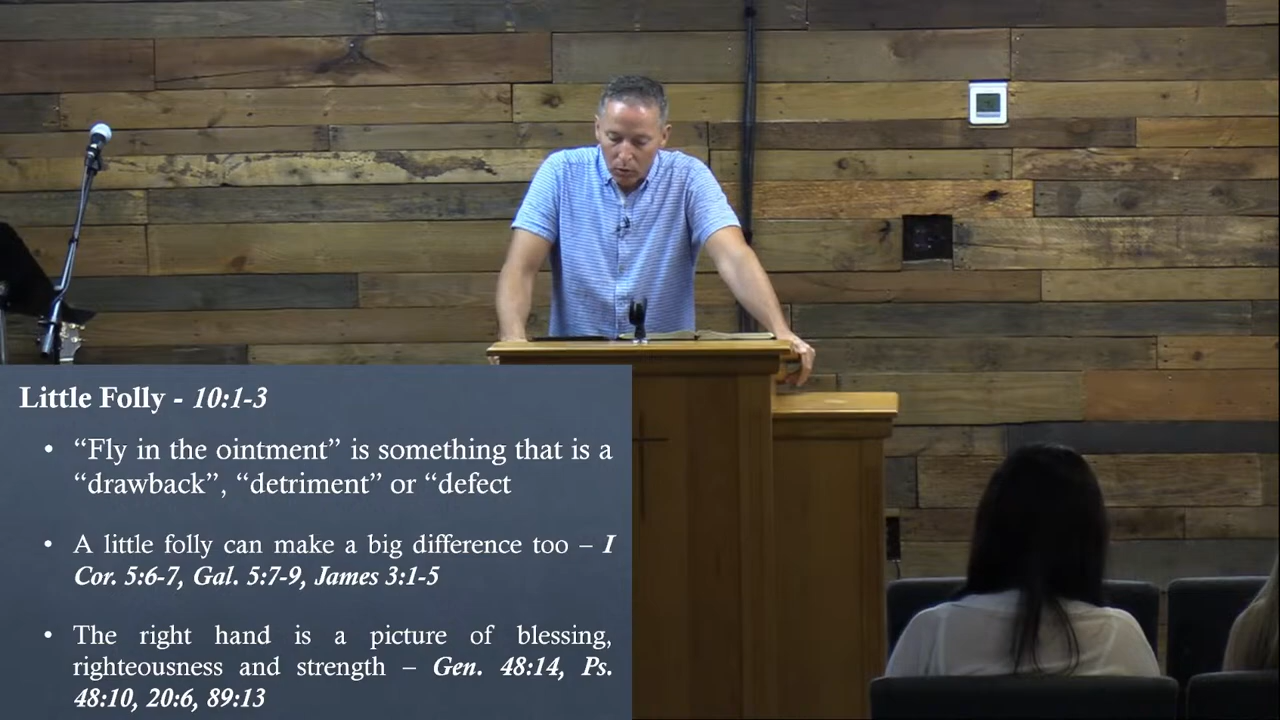 Little Folly - 10:1-3
• “Fly in the ointment” is something that is a
“drawback”, “detriment” or “defect
• A little folly can make a big difference too – I
Cor. 5:6-7, Gal. 5:7-9, James 3:1-5
• The right hand is a picture of blessing,
righteousness and strength – Gen. 48:14, Ps.
48:10, 20:6, 89:13